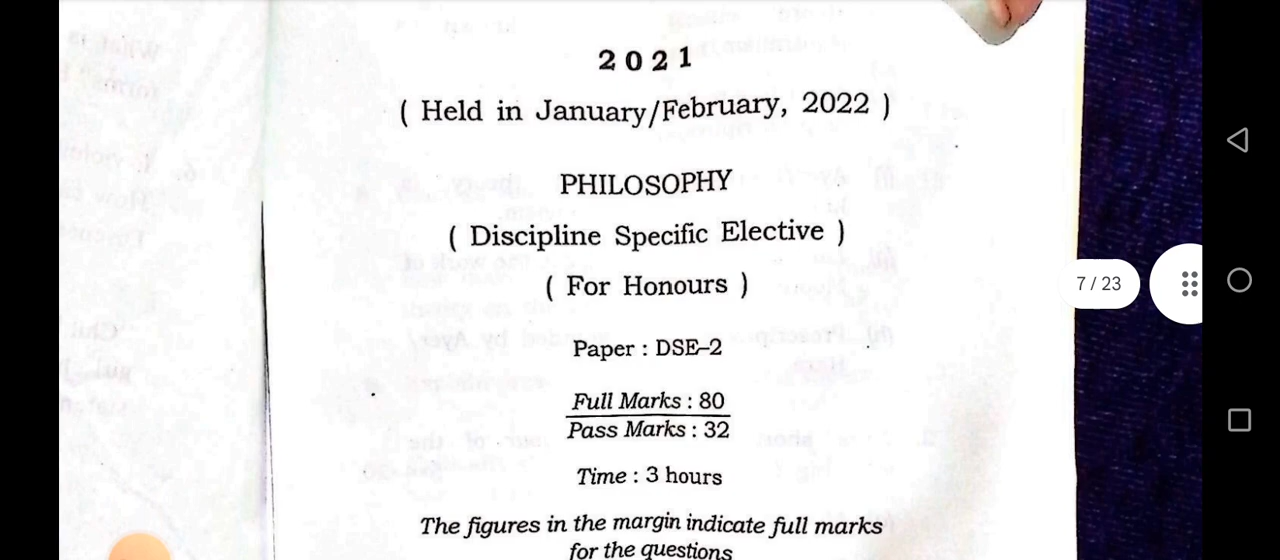 2021
( Held in January/February, 2022 )
PHILOSOPHY
( Discipline Specific Elective )
( For Honours )
7 / 23
Paper : DSE–2
Full Marks : 80
Pass Marks : 32
Time : 3 hours
The figures in the margin indicate full marks
for the questions